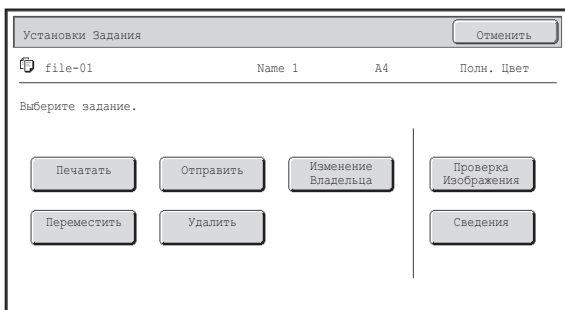 Установки Задания Отменить
file-01 Name 1 A4 Полн. Цвет
Выберите задание.
Печатать Отправить Изменение Владельца Проверка Изображения
Переместить Удалить Сведения